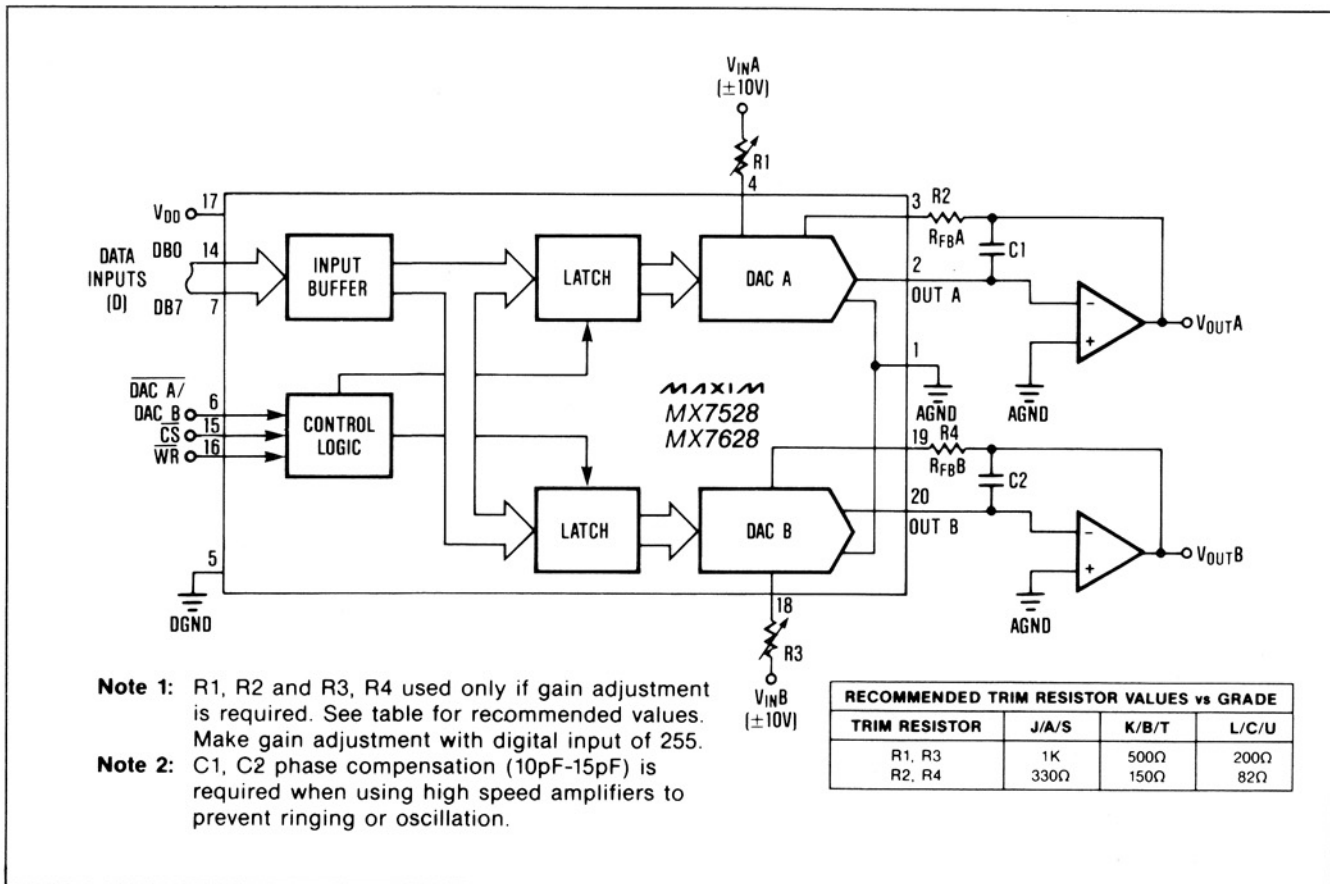 VINA
(±10V)
R1
4
17
VDD
3
R2
RFBA
C1
DATA
INPUTS
(D)
DB0
14
DB7
7
INPUT
BUFFER
LATCH
DAC A
2
OUT A
−
+
VOUTA
1
AGND
AGND
DAC A/
DAC B
6
CS
15
WR
16
CONTROL
LOGIC
MAXIM
MX7528
MX7628
19
R4
RFBB
C2
LATCH
DAC B
20
OUT B
−
+
VOUTB
AGND
5
DGND
18
R3
VINB
(±10V)
Note 1: R1, R2 and R3, R4 used only if gain adjustment
is required. See table for recommended values.
Make gain adjustment with digital input of 255.
Note 2: C1, C2 phase compensation (10pF-15pF) is
required when using high speed amplifiers to
prevent ringing or oscillation.
RECOMMENDED TRIM RESISTOR VALUES vs GRADE
TRIM RESISTOR J/A/S K/B/T L/C/U
R1, R3 1K 500Ω 200Ω
R2, R4 330Ω 150Ω 82Ω